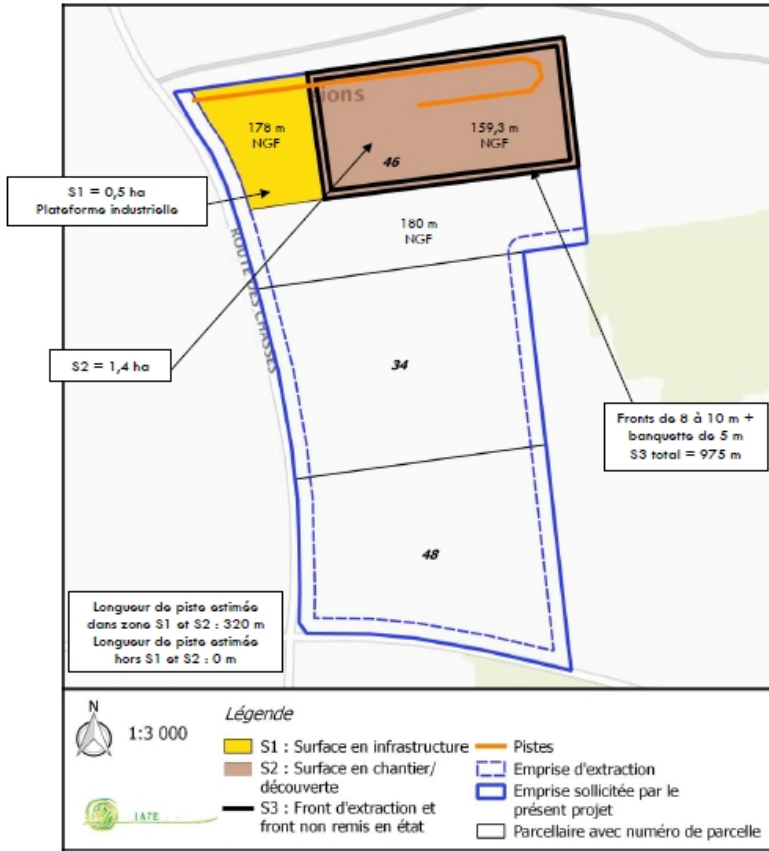 ions
178 m
NGF
159,3 m
NGF
46
S1 = 0,5 ha
Plateforme industrielle
180 m
NGF
ROUTE DES CHASSES
S2 = 1,4 ha
34
Fronts de 8 à 10 m +
banquette de 5 m
S3 total = 975 m
48
Longueur de piste estimée
dans zone S1 et S2 : 320 m
Longueur de piste estimée
hors S1 et S2 : 0 m
N
1:3 000
Légende
S1 : Surface en infrastructure
S2 : Surface en chantier/
découverte
S3 : Front d'extraction et
front non remis en état
Pistes
Emprise d'extraction
Emprise sollicitée par le
présent projet
Parcellaire avec numéro de parcelle